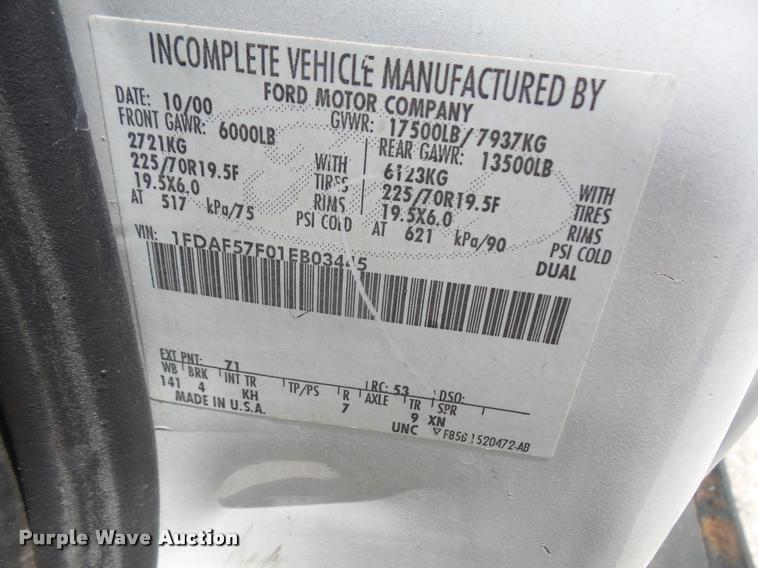 INCOMPLETE VEHICLE MANUFACTURED BY
FORD MOTOR COMPANY
DATE: 10/00 GVWR: 17500LB/7937KG
FRONT GAWR: 6000LB REAR GAWR: 13500LB
2721KG WITH 6123KG WITH
225/70R19.5F TIRES 225/70R19.5F TIRES
19.5X6.0 RIMS 19.5X6.0 RIMS
AT 517 kPa/75 PSI COLD AT 621 kPa/90 PSI COLD
DUAL
VIN: 1FDAF57F01EB03445
EXT PNT: Z1 RC: 53 DSO:
WB BRK INT TR TP/PS R AXLE TR SPR
141 4 KH 7 9 XN
MADE IN U.S.A. UNC ▽F85B 1520472 AB
Purple Wave Auction